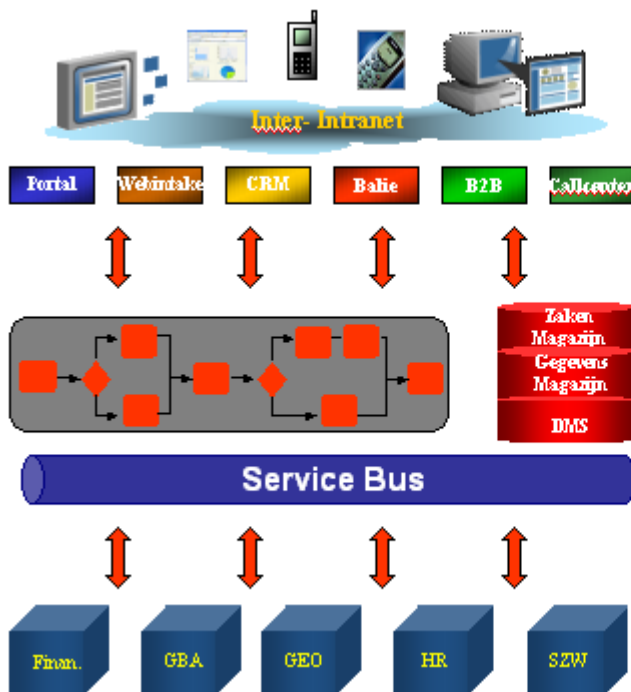 Inter- Intranet
Portal
Webintake
CRM
Balie
B2B
Callcenter
Zaken
Magazijn
Gegevens
Magazijn
DMS
Service Bus
Finan.
GBA
GEO
HR
SZW